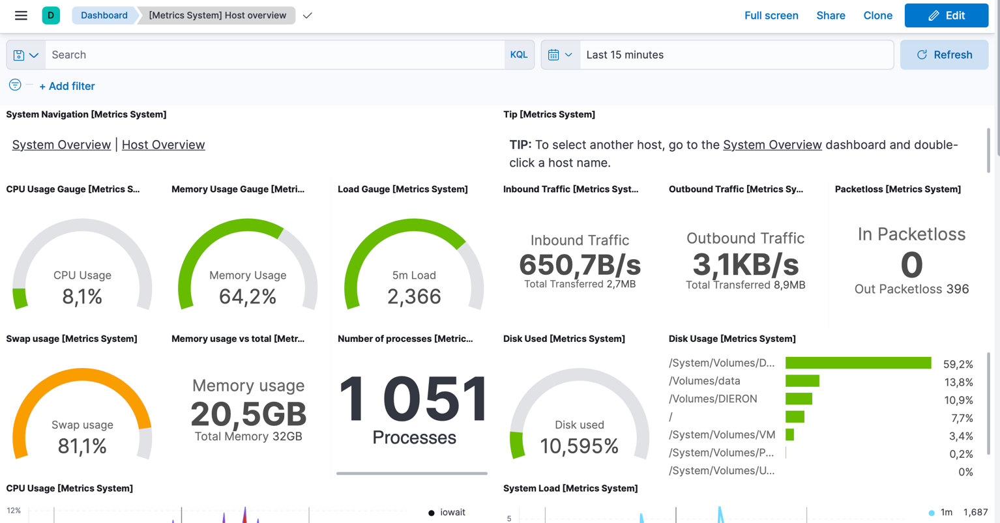 D
Dashboard
[Metrics System] Host overview
Full screen
Share
Clone
Edit
Search
KQL
Last 15 minutes
Refresh
+ Add filter
System Navigation [Metrics System]
System Overview | Host Overview
Tip [Metrics System]
TIP: To select another host, go to the System Overview dashboard and double-
click a host name.
CPU Usage Gauge [Metrics S...
CPU Usage
8,1%
Memory Usage Gauge [Metri...
Memory Usage
64,2%
Load Gauge [Metrics System]
5m Load
2,366
Inbound Traffic [Metrics Syst...
Inbound Traffic
650,7B/s
Total Transferred 2,7MB
Outbound Traffic [Metrics Sy...
Outbound Traffic
3,1KB/s
Total Transferred 8,9MB
Packetloss [Metrics System]
In Packetloss
0
Out Packetloss 396
Swap usage [Metrics System]
Swap usage
81,1%
Memory usage vs total [Metr...
Memory usage
20,5GB
Total Memory 32GB
Number of processes [Metric...
1 051
Processes
Disk Used [Metrics System]
Disk used
10,595%
Disk Usage [Metrics System]
/System/Volumes/D... 59,2%
/Volumes/data 13,8%
/Volumes/DIERON 10,9%
/ 7,7%
/System/Volumes/VM 3,4%
/System/Volumes/P... 0,2%
/System/Volumes/U... 0%
CPU Usage [Metrics System]
12%
iowait
System Load [Metrics System]
5
1m 1,687